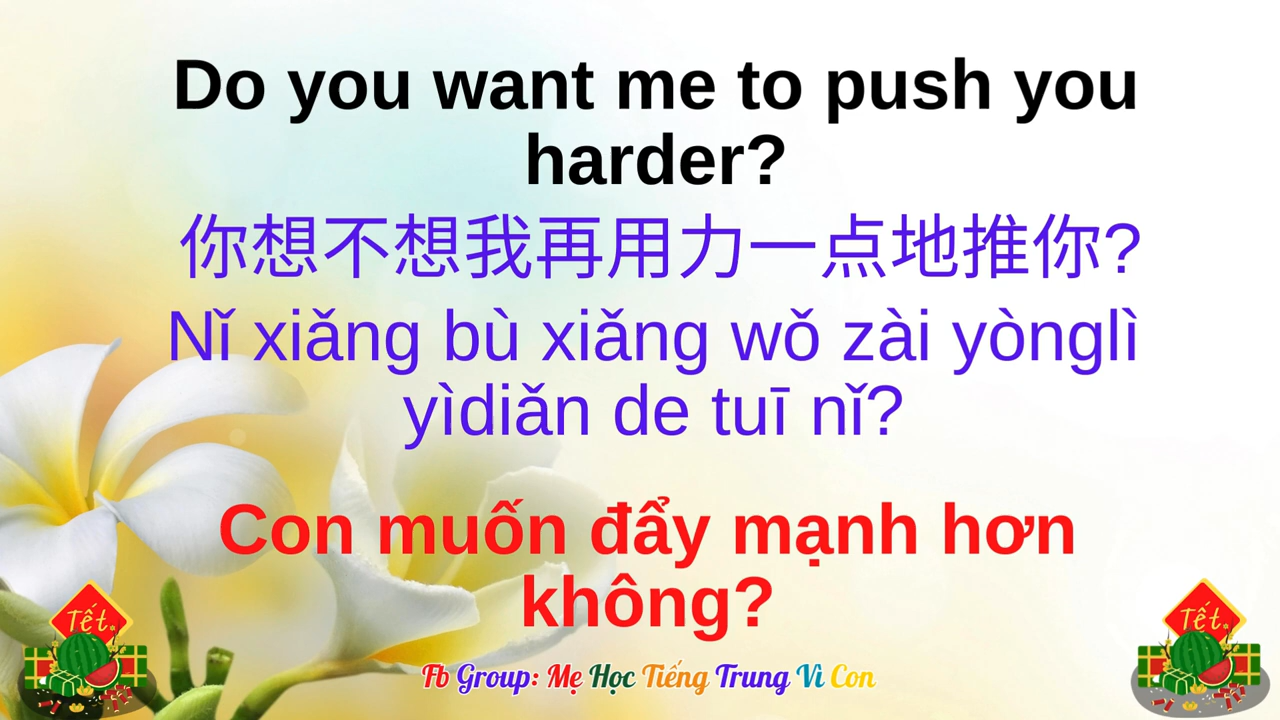 Do you want me to push you
harder?
你想不想我再用力一点地推你?
Nǐ xiǎng bù xiǎng wǒ zài yònglì
yìdiǎn de tuī nǐ?
Con muốn đẩy mạnh hơn
không?
Tết
Tết
Fb Group: Mẹ Học Tiếng Trung Vì Con